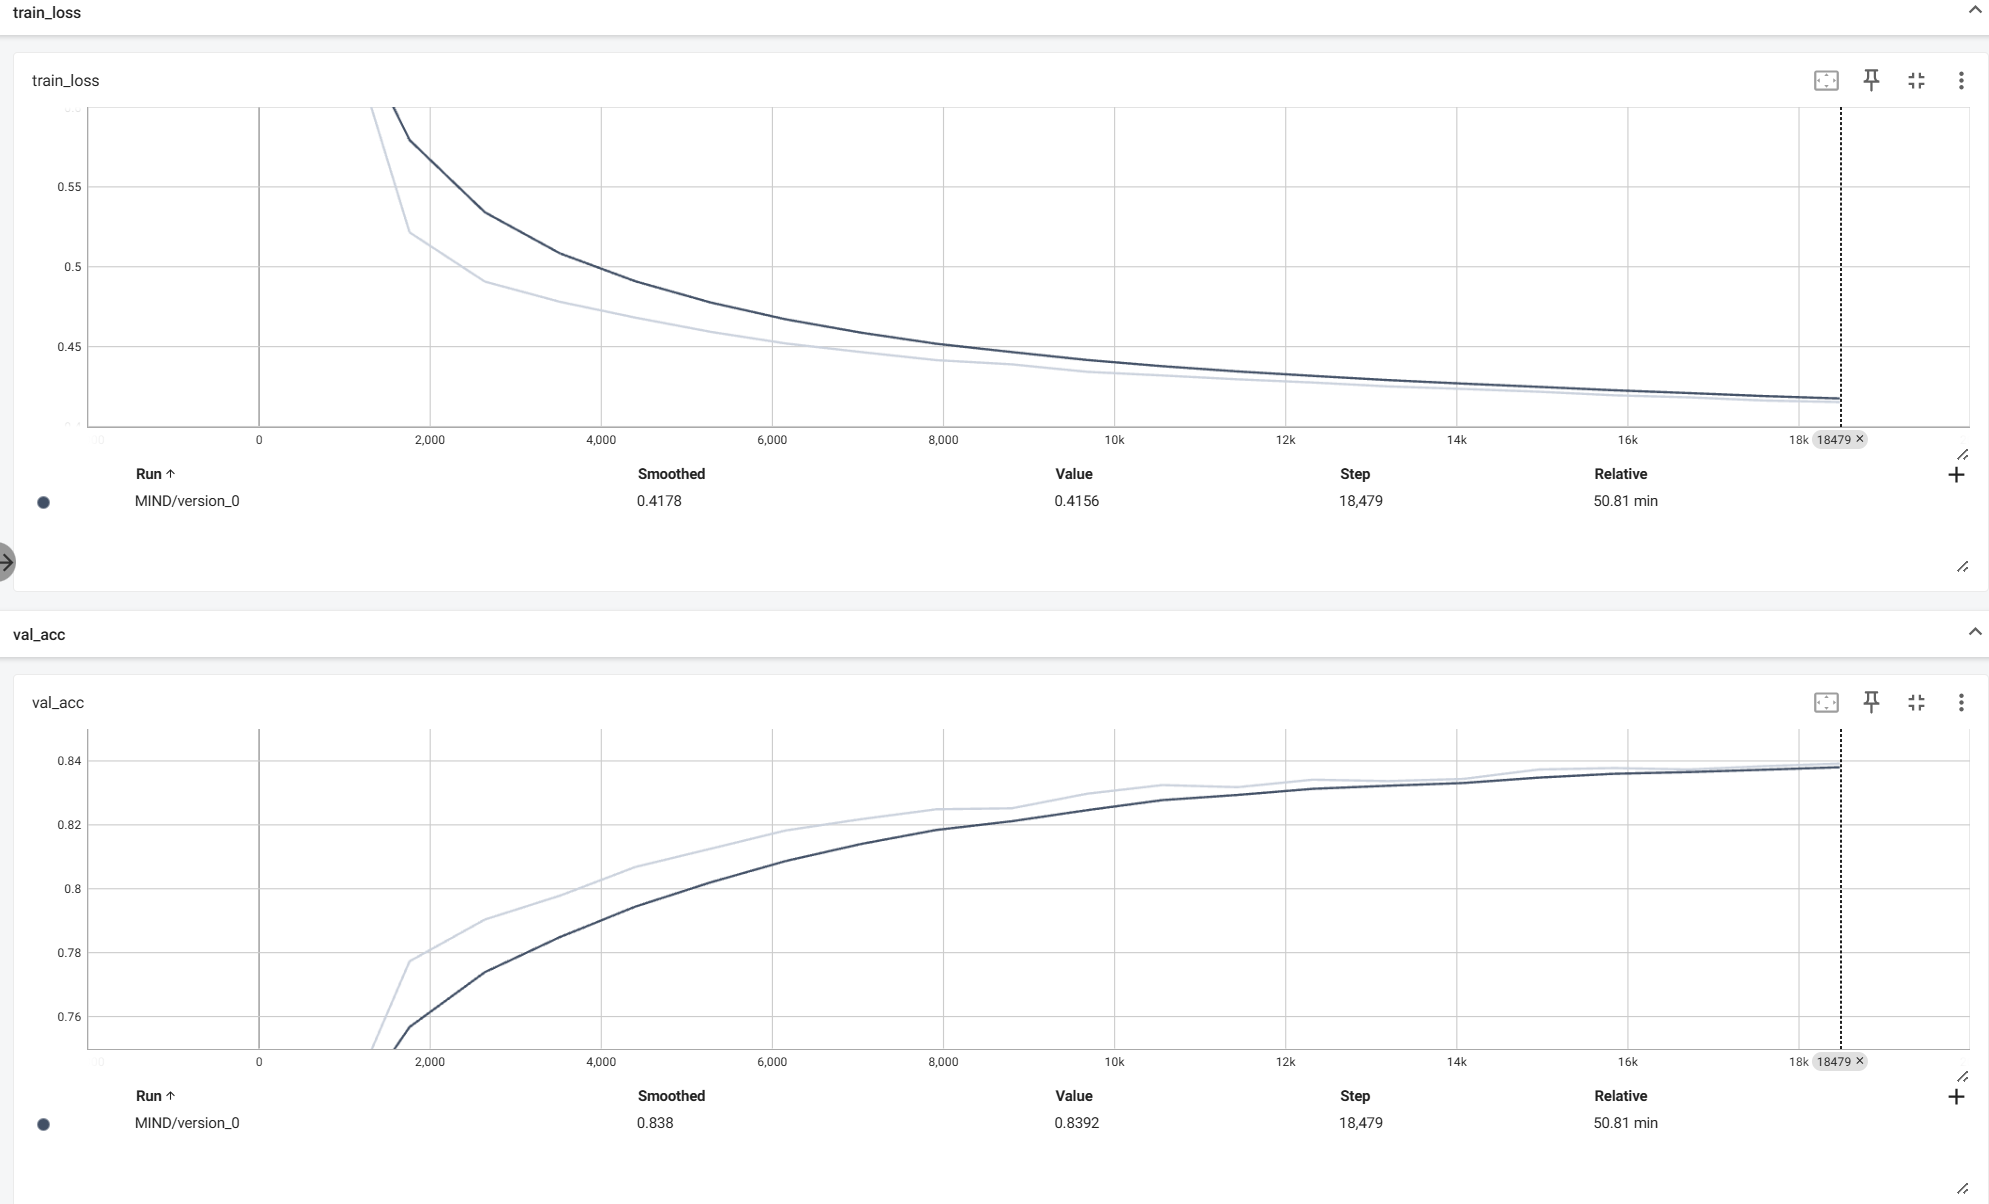 train_loss
train_loss
0.55
0.5
0.45
0 2,000 4,000 6,000 8,000 10k 12k 14k 16k 18k 18479 ×
Run ↑ Smoothed Value Step Relative
MIND/version_0 0.4178 0.4156 18,479 50.81 min
val_acc
val_acc
0.84
0.82
0.8
0.78
0.76
0 2,000 4,000 6,000 8,000 10k 12k 14k 16k 18k 18479 ×
Run ↑ Smoothed Value Step Relative
MIND/version_0 0.838 0.8392 18,479 50.81 min